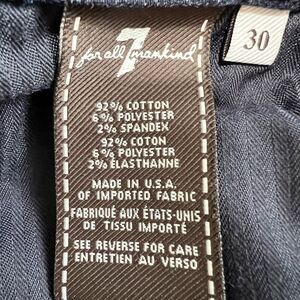 7
for all mankind
30
92% COTTON
6% POLYESTER
2% SPANDEX
92% COTON
6% POLYESTER
2% ELASTHANNE
MADE IN U.S.A.
OF IMPORTED FABRIC
FABRIQUÉ AUX ÉTATS-UNIS
DE TISSU IMPORTÉ
SEE REVERSE FOR CARE
ENTRETIEN AU VERSO